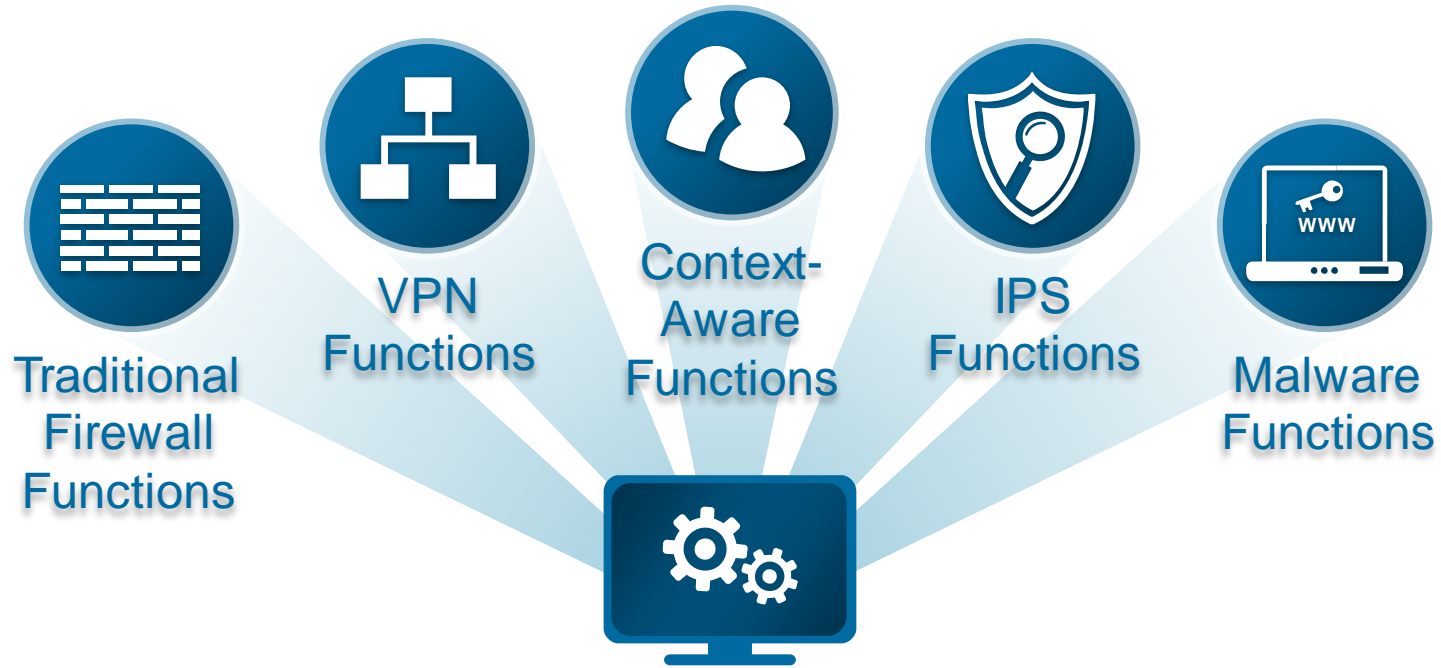 Traditional
Firewall
Functions
VPN
Functions
Context-
Aware
Functions
IPS
Functions
www
Malware
Functions